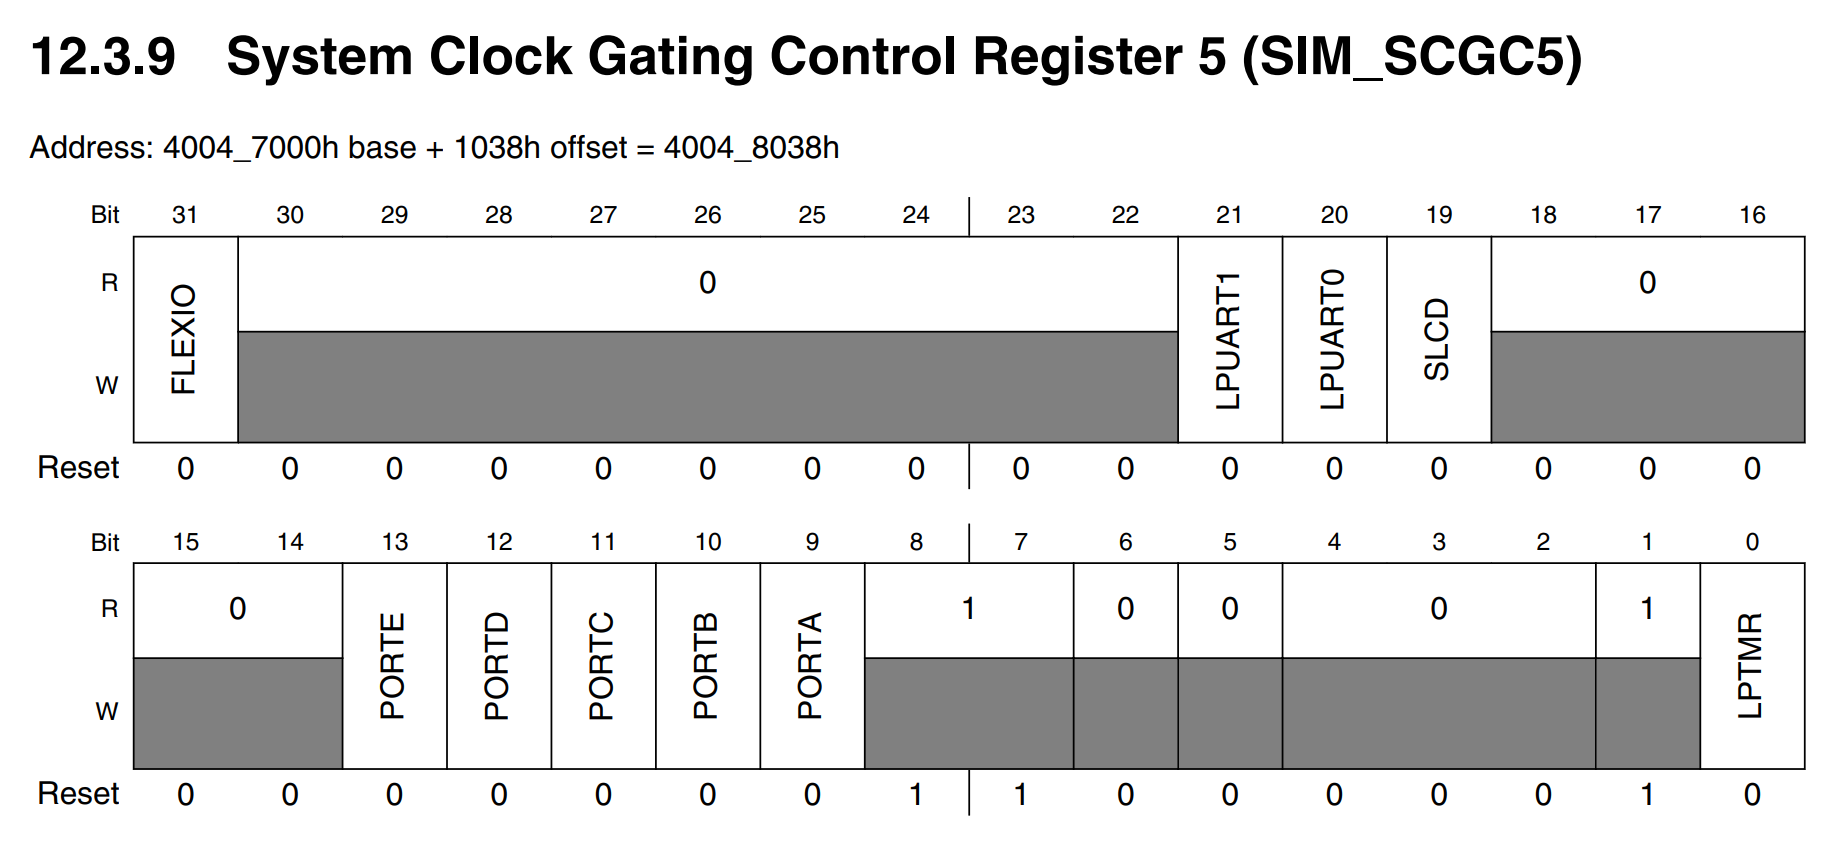 12.3.9 System Clock Gating Control Register 5 (SIM_SCGC5)
Address: 4004_7000h base + 1038h offset = 4004_8038h
Bit 31 30 29 28 27 26 25 24 23 22 21 20 19 18 17 16
R FLEXIO 0 LPUART1 LPUART0 SLCD 0
W
Reset 0 0 0 0 0 0 0 0 0 0 0 0 0 0 0 0
Bit 15 14 13 12 11 10 9 8 7 6 5 4 3 2 1 0
R 0 PORTE PORTD PORTC PORTB PORTA 1 0 0 0 1 LPTMR
W
Reset 0 0 0 0 0 0 0 1 1 0 0 0 0 0 1 0